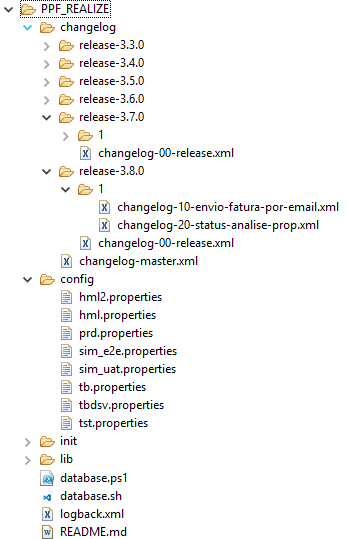 PPF_REALIZE
changelog
release-3.3.0
release-3.4.0
release-3.5.0
release-3.6.0
release-3.7.0
1
changelog-00-release.xml
release-3.8.0
1
changelog-10-envio-fatura-por-email.xml
changelog-20-status-analise-prop.xml
changelog-00-release.xml
changelog-master.xml
config
hml2.properties
hml.properties
prd.properties
sim_e2e.properties
sim_uat.properties
tb.properties
tbdsv.properties
tst.properties
init
lib
database.ps1
database.sh
logback.xml
README.md